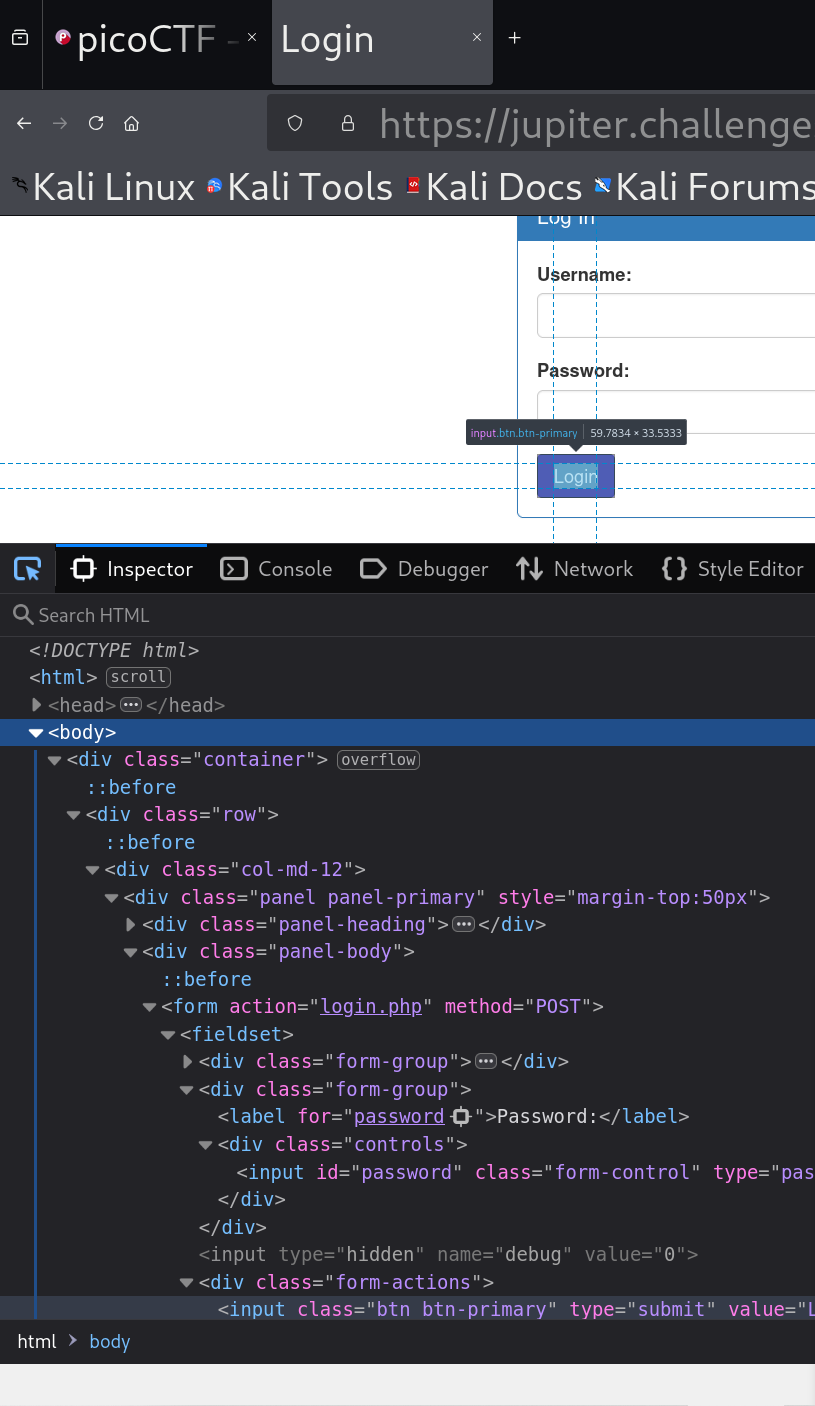 picoCTF -
Login
https://jupiter.challenge
Kali Linux Kali Tools Kali Docs Kali Forums
Log In
Username:
Password:
input.btn.btn-primary 59.7834 × 33.5333
Login
Inspector Console Debugger Network Style Editor
Search HTML
<!DOCTYPE html>
<html> scroll
<head> ••• </head>
<body>
<div class="container"> overflow
::before
<div class="row">
::before
<div class="col-md-12">
<div class="panel panel-primary" style="margin-top:50px">
<div class="panel-heading"> ••• </div>
<div class="panel-body">
::before
<form action="login.php" method="POST">
<fieldset>
<div class="form-group"> ••• </div>
<div class="form-group">
<label for="password">Password:</label>
<div class="controls">
<input id="password" class="form-control" type="pas
</div>
</div>
<input type="hidden" name="debug" value="0">
<div class="form-actions">
<input class="btn btn-primary" type="submit" value="L
html body